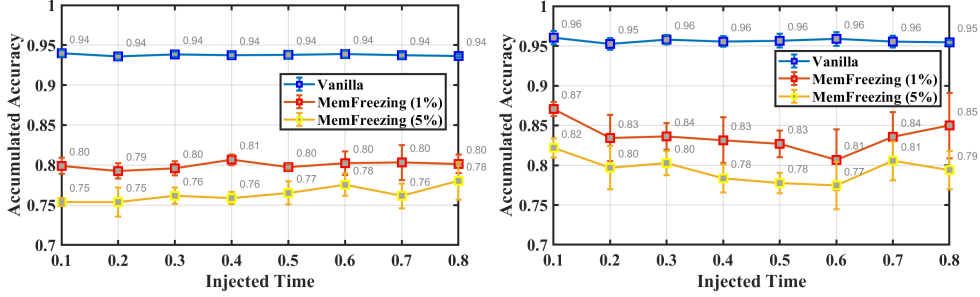 1
0.95
0.9
0.85
0.8
0.75
0.7
Accumulated Accuracy
0.94 0.94 0.94 0.94 0.94 0.94 0.94 0.94
Vanilla
MemFreezing (1%)
MemFreezing (5%)
0.80 0.79 0.80 0.81 0.80 0.80 0.80 0.80
0.75 0.75 0.76 0.76 0.77 0.78 0.76 0.78
0.1 0.2 0.3 0.4 0.5 0.6 0.7 0.8
Injected Time
1
0.95
0.9
0.85
0.8
0.75
0.7
Accumulated Accuracy
0.96 0.95 0.96 0.96 0.96 0.96 0.96 0.95
Vanilla
MemFreezing (1%)
MemFreezing (5%)
0.87 0.83 0.84 0.83 0.83 0.81 0.84 0.85
0.82 0.80 0.80 0.78 0.78 0.77 0.81 0.79
0.1 0.2 0.3 0.4 0.5 0.6 0.7 0.8
Injected Time